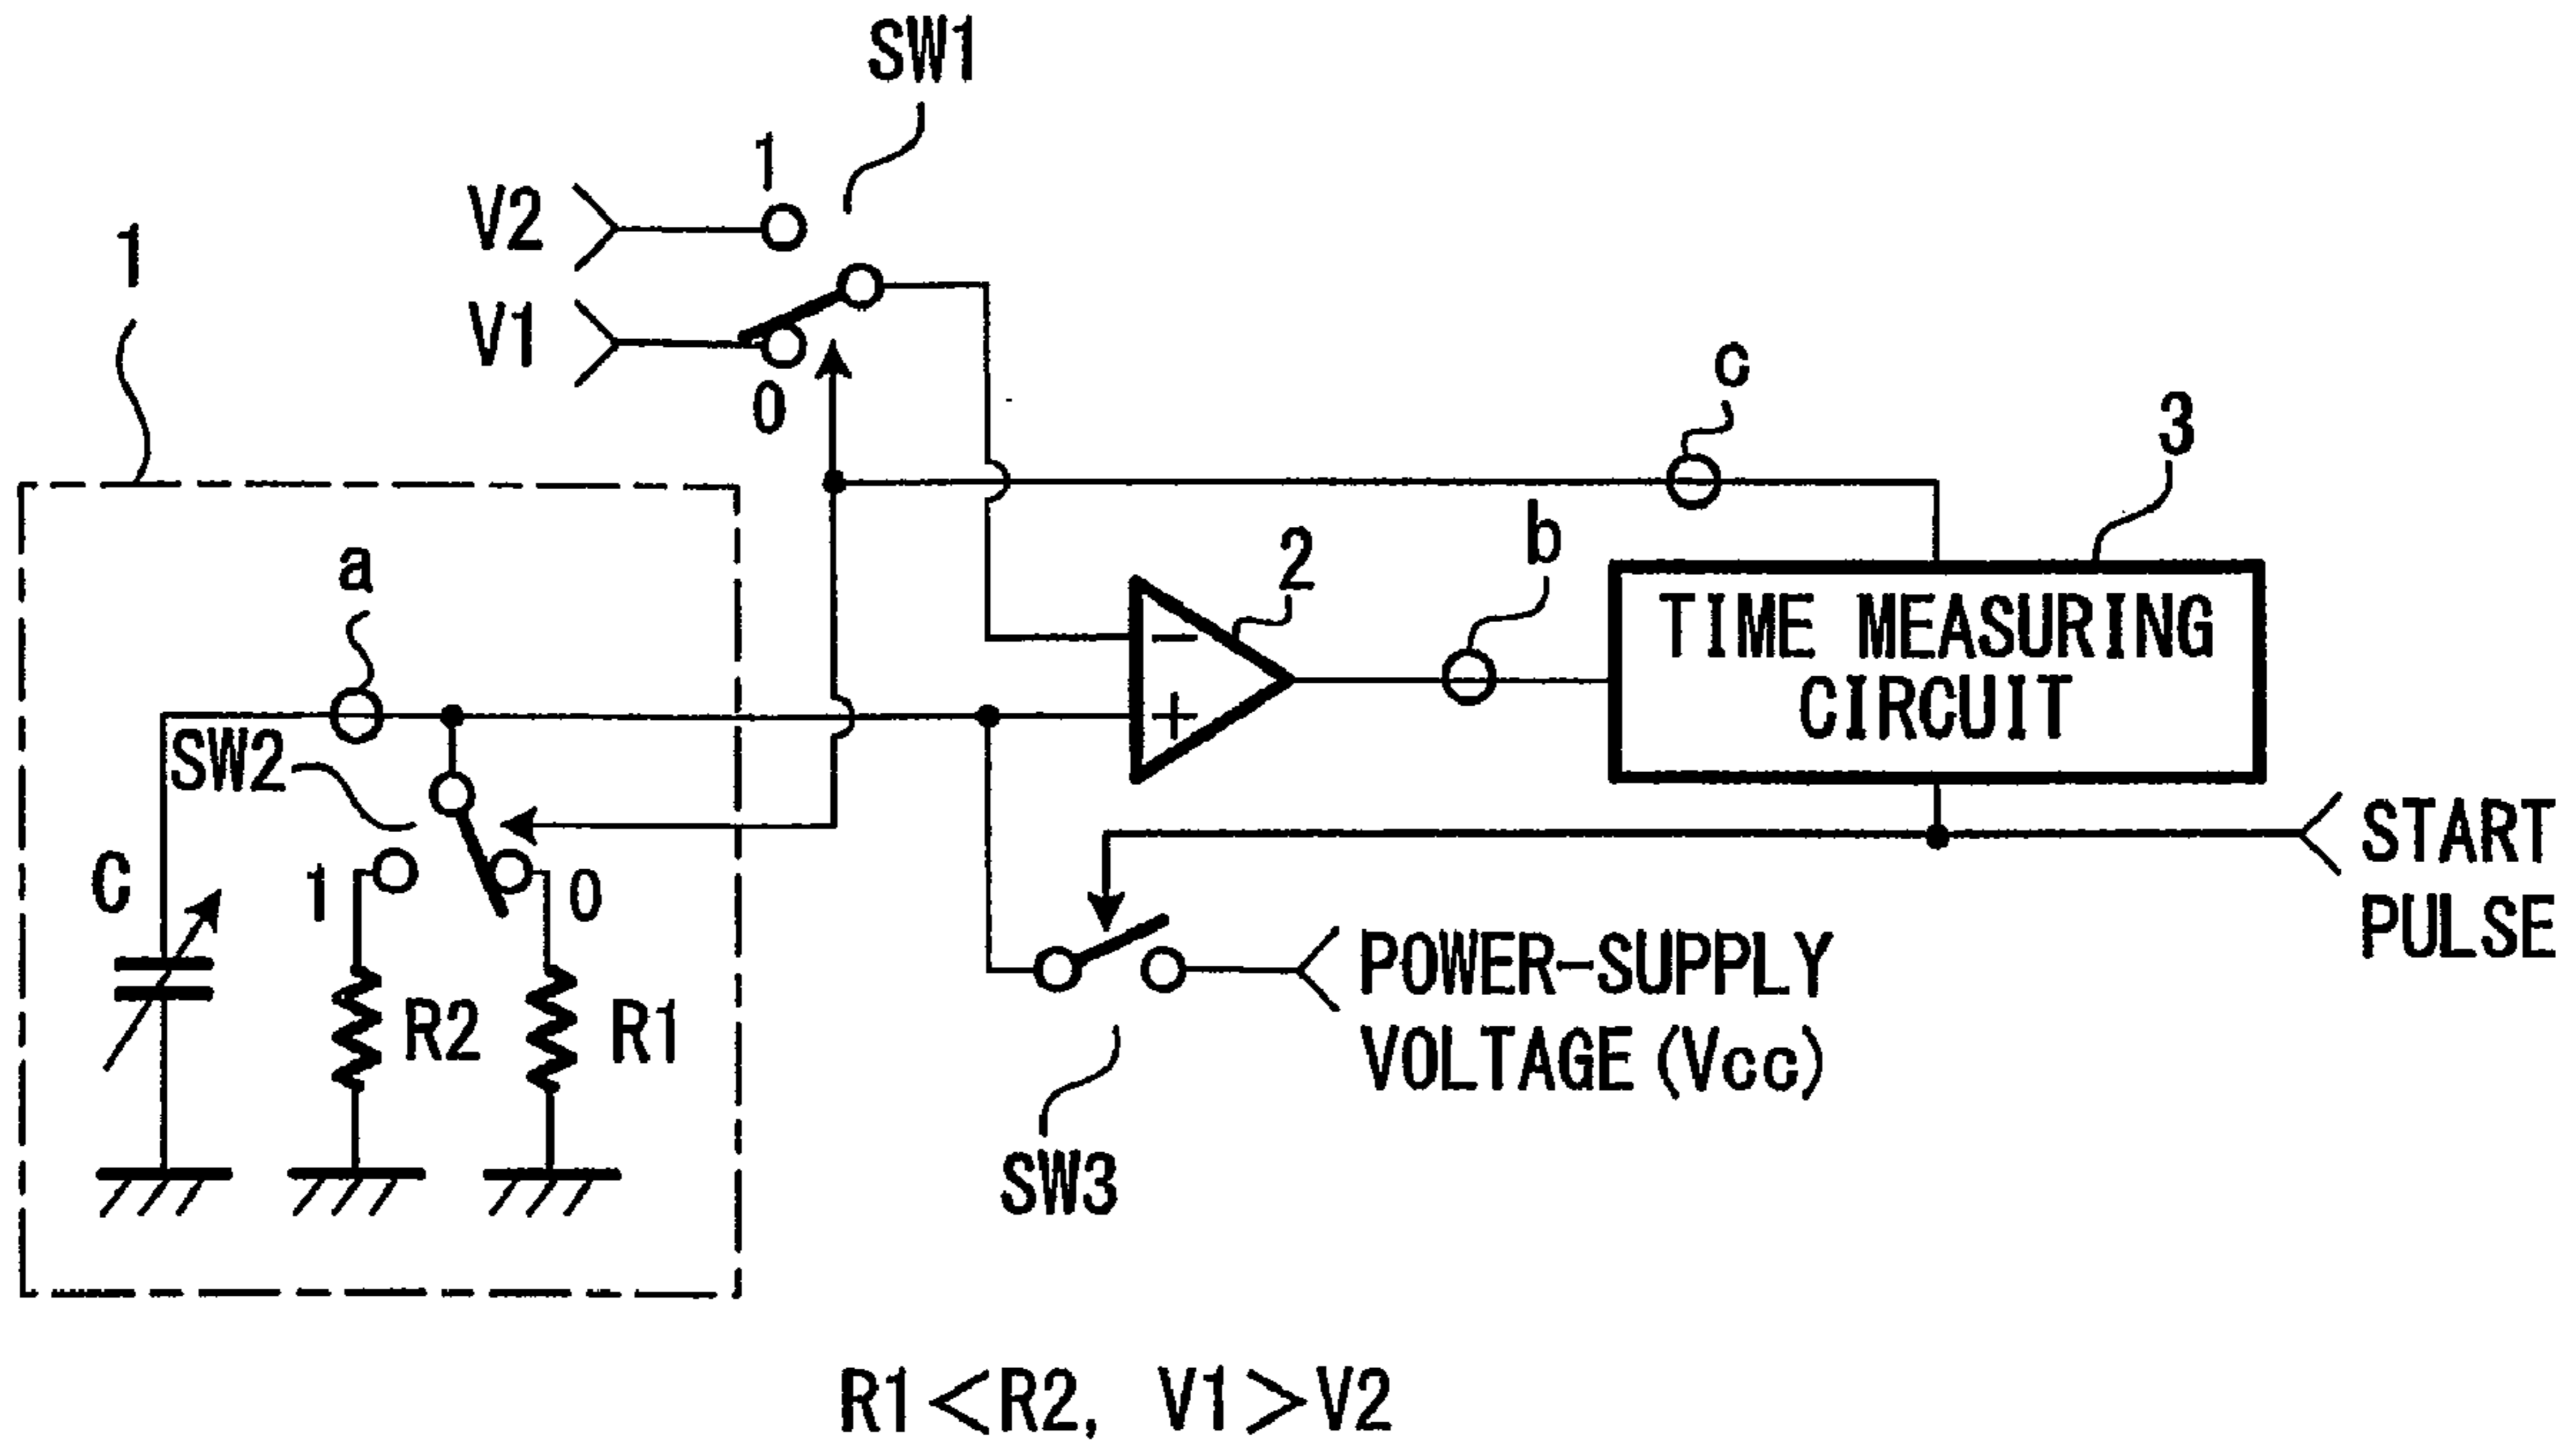 SW1
1
V2
1
V1
0
c
3
a
2
b
TIME MEASURING
CIRCUIT
SW2
C
1
0
START
PULSE
R2
R1
POWER-SUPPLY
VOLTAGE (Vcc)
SW3
R1<R2, V1>V2